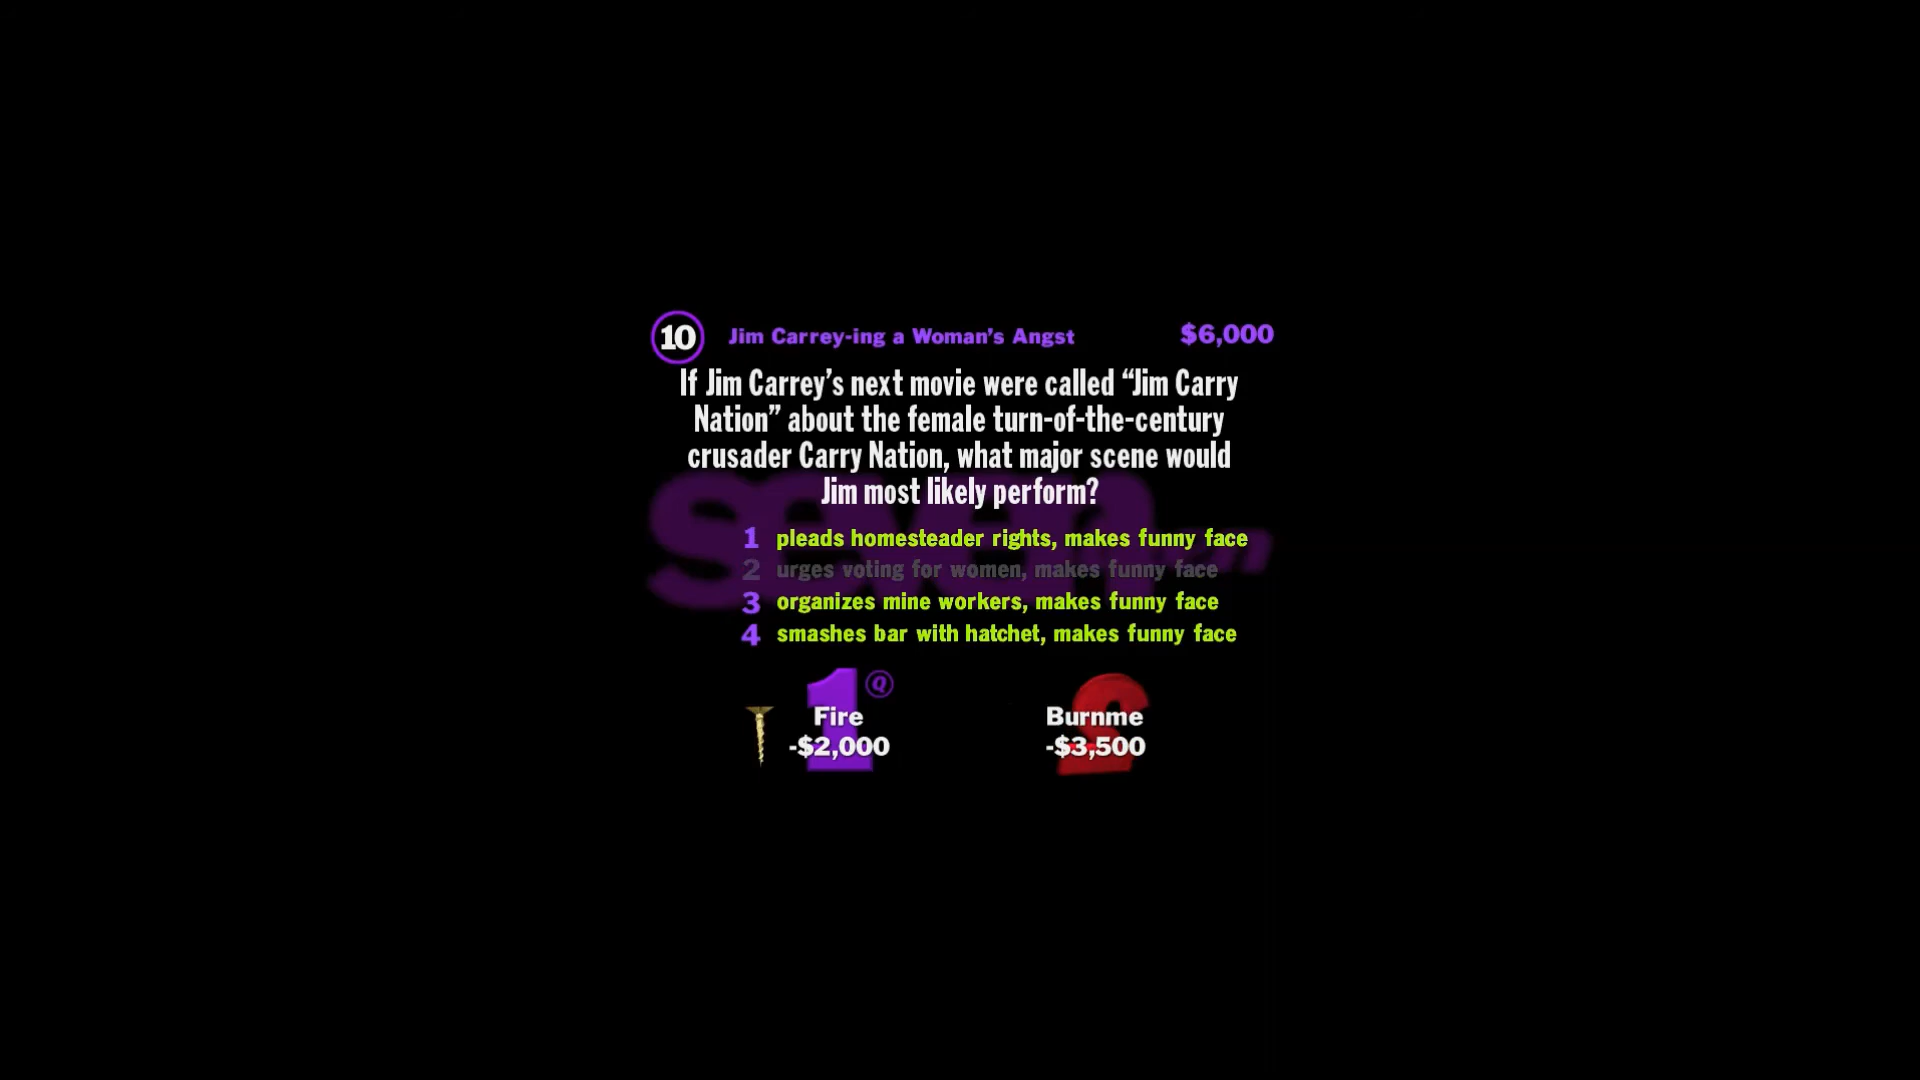 10 Jim Carrey-ing a Woman's Angst $6,000
If Jim Carrey's next movie were called “Jim Carry
Nation” about the female turn-of-the-century
crusader Carry Nation, what major scene would
Jim most likely perform?
seven
1 pleads homesteader rights, makes funny face
2 urges voting for women, makes funny face
3 organizes mine workers, makes funny face
4 smashes bar with hatchet, makes funny face
1 Q 2
Fire Burnme
-$2,000 -$3,500